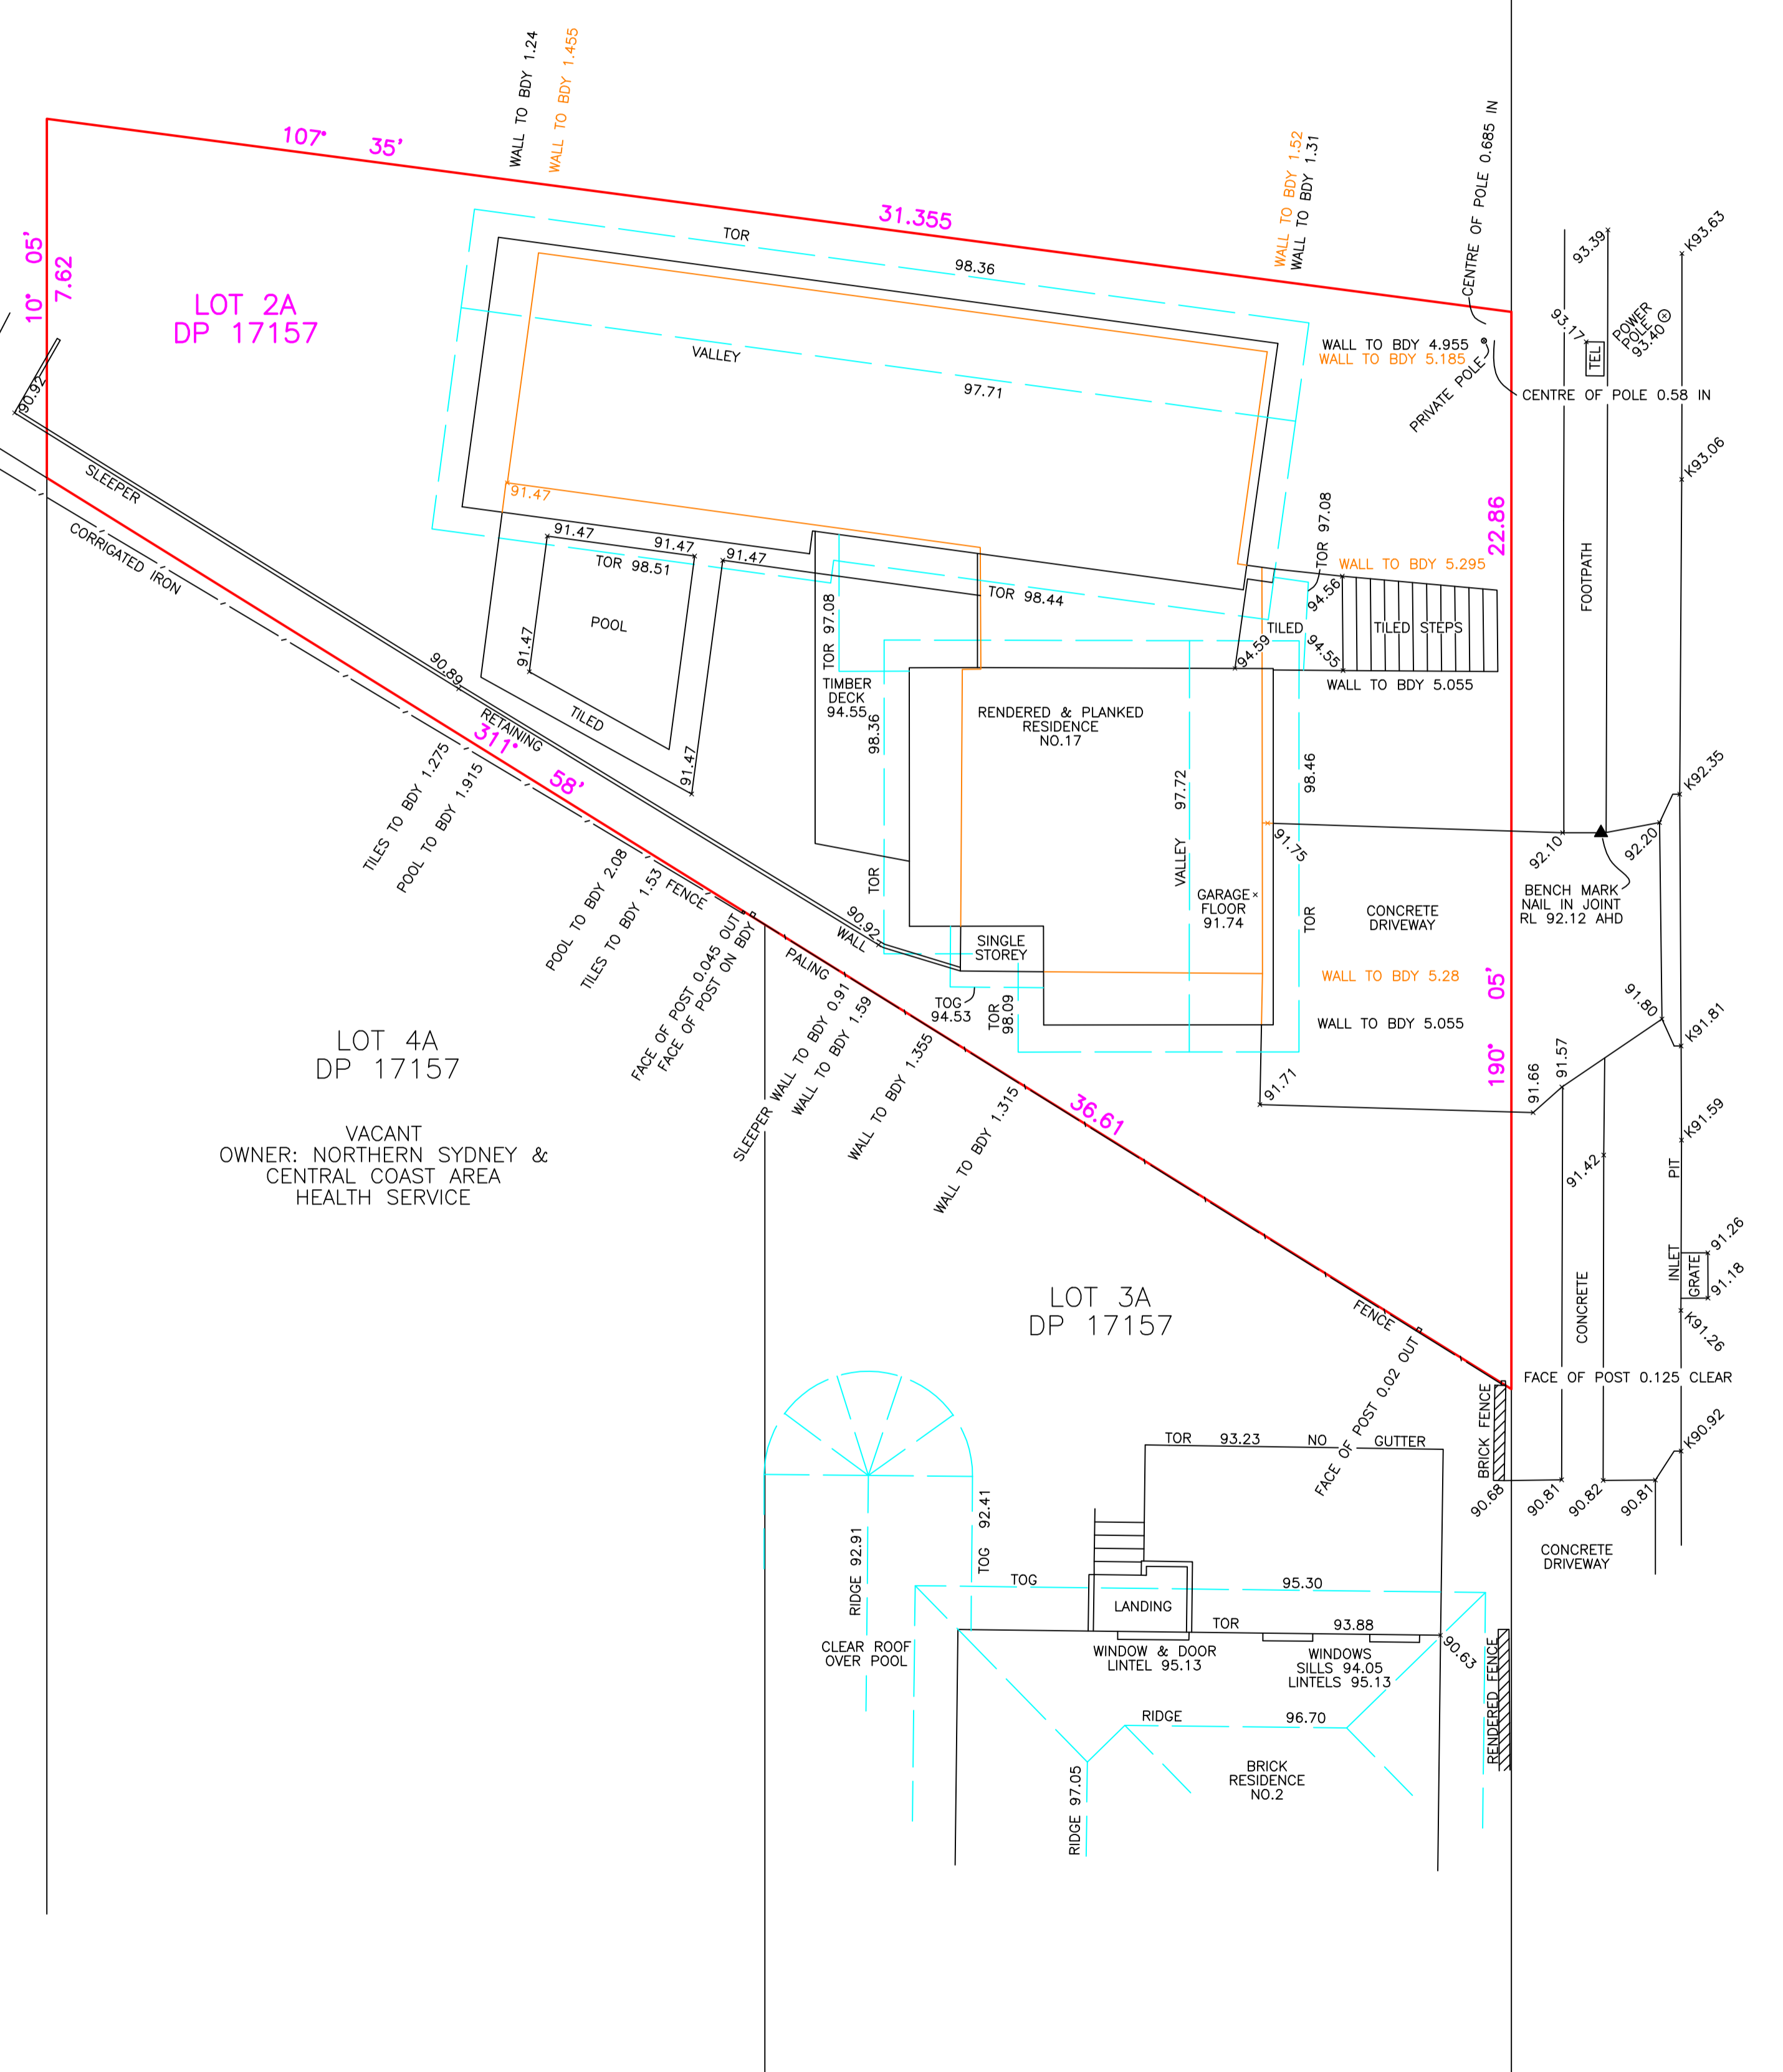 WALL TO BDY 1.24
WALL TO BDY 1.455
107° 35'
31.355
WALL TO BDY 1.52
WALL TO BDY 1.31
CENTRE OF POLE 0.685 IN
10° 05'
7.62
LOT 2A
DP 17157
TOR
98.36
VALLEY
97.71
WALL TO BDY 4.955
WALL TO BDY 5.185
PRIVATE POLE
CENTRE OF POLE 0.58 IN
93.39
K93.63
93.17
TEL
POWER
POLE
93.40
K93.06
90.92
SLEEPER
CORRIGATED IRON
91.47
91.47
91.47
91.47
TOR 98.51
POOL
91.47
TOR 98.44
TOR 97.08
TOR 97.08
WALL TO BDY 5.295
22.86
FOOTPATH
94.56
TILED
TILED STEPS
94.59
94.55
WALL TO BDY 5.055
90.89
RETAINING
TILED
91.47
TIMBER
DECK
94.55
98.36
TOR
RENDERED & PLANKED
RESIDENCE
NO.17
VALLEY 97.72
98.46
TOR
311° 58'
TILES TO BDY 1.275
POOL TO BDY 1.915
POOL TO BDY 2.08
TILES TO BDY 1.53
FENCE
K92.35
91.75
92.10
92.20
BENCH MARK
NAIL IN JOINT
RL 92.12 AHD
GARAGE
FLOOR
91.74
CONCRETE
DRIVEWAY
90.92
WALL
SINGLE
STOREY
FACE OF POST 0.045 OUT
FACE OF POST ON BDY
PALING
SLEEPER WALL TO BDY 0.91
WALL TO BDY 1.59
WALL TO BDY 1.355
WALL TO BDY 1.315
TOG
94.53
TOR
98.09
WALL TO BDY 5.28
WALL TO BDY 5.055
190° 05'
91.80
K91.81
91.57
91.66
91.71
36.61
LOT 4A
DP 17157
VACANT
OWNER: NORTHERN SYDNEY &
CENTRAL COAST AREA
HEALTH SERVICE
K91.59
91.42
PIT
INLET
GRATE
91.26
91.18
K91.26
CONCRETE
LOT 3A
DP 17157
FENCE
FACE OF POST 0.02 OUT
FACE OF POST 0.125 CLEAR
BRICK FENCE
K90.92
90.68
90.81
90.82
90.81
CONCRETE
DRIVEWAY
TOR 93.23 NO GUTTER
RIDGE 92.91
TOG 92.41
CLEAR ROOF
OVER POOL
TOG
95.30
LANDING
TOR
93.88
WINDOW & DOOR
LINTEL 95.13
WINDOWS
SILLS 94.05
LINTELS 95.13
90.63
RENDERED FENCE
RIDGE
96.70
RIDGE 97.05
BRICK
RESIDENCE
NO.2